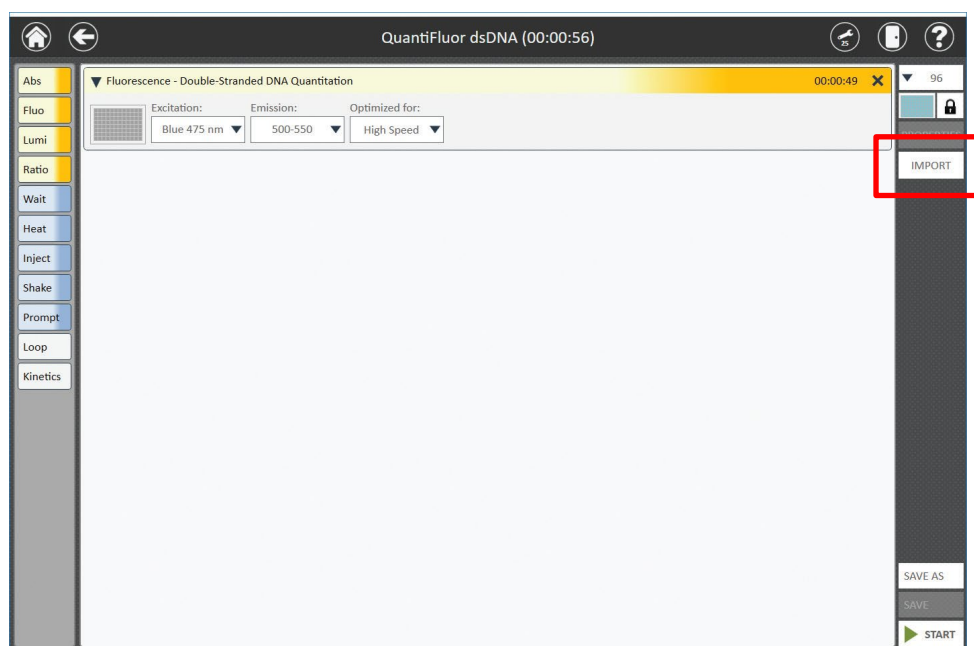 QuantiFluor dsDNA (00:00:56)
25
?
Abs
Fluo
Lumi
Ratio
Wait
Heat
Inject
Shake
Prompt
Loop
Kinetics
Fluorescence - Double-Stranded DNA Quantitation 00:00:49
Excitation: Emission: Optimized for:
Blue 475 nm 500-550 High Speed
96
PROPERTIES
IMPORT
SAVE AS
SAVE
START